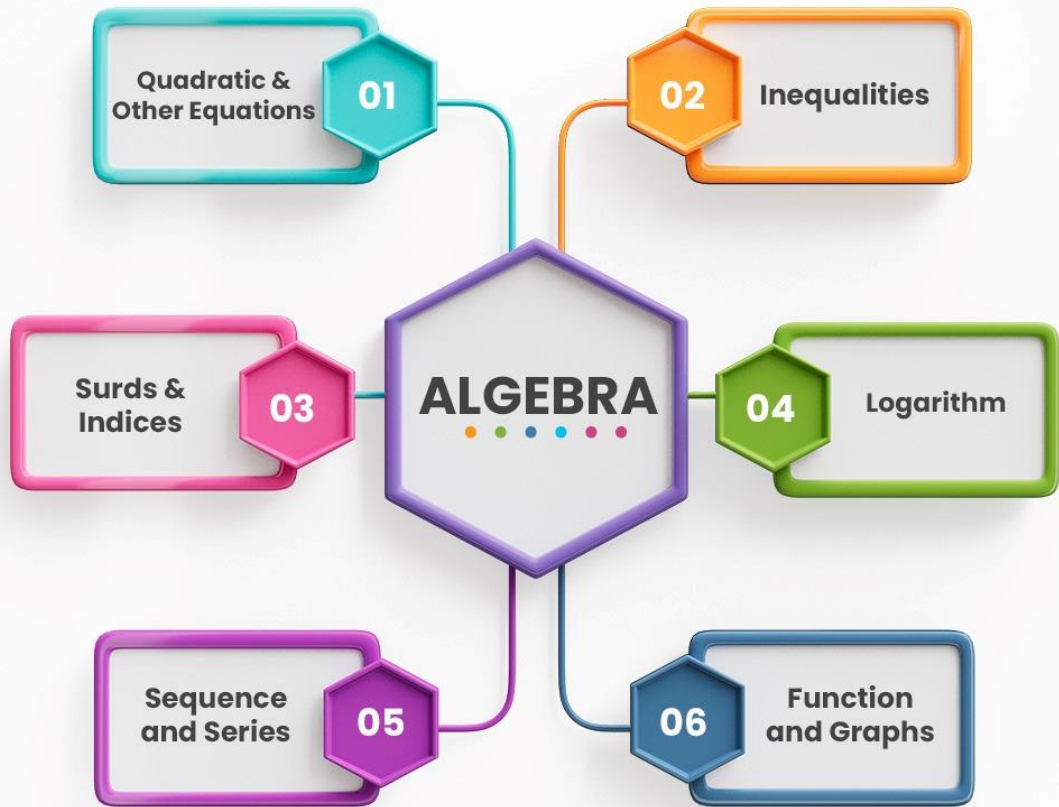 Quadratic &
Other Equations
01
02
Inequalities
Surds &
Indices
03
ALGEBRA
04
Logarithm
Sequence
and Series
05
06
Function
and Graphs